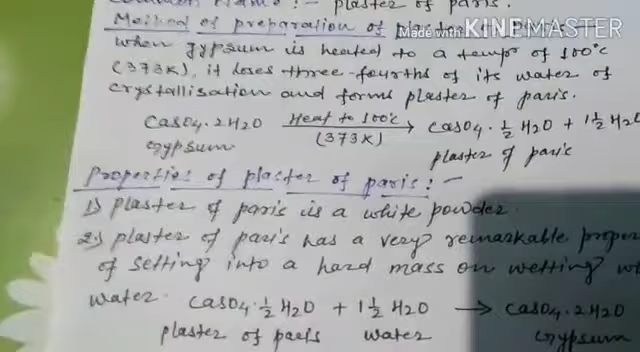 Common Name :- plaster of paris.
Method of preparation of plaster of paris :-
Made with KINEMASTER
when gypsum is heated to a tempr of 100°c
(373K), it loses three-fourths of its water of
crystallisation and forms plaster of paris.
CaSO4.2H2O Heat to 100°c (373K) → CaSO4.½ H2O + 1½ H2O
Gypsum plaster of paris
Properties of plaster of paris :-
1) plaster of paris is a white powder.
2) plaster of paris has a very remarkable proper
of setting into a hard mass on wetting
water. CaSO4.½ H2O + 1½ H2O → CaSO4.2H2O
plaster of paris water Gypsum